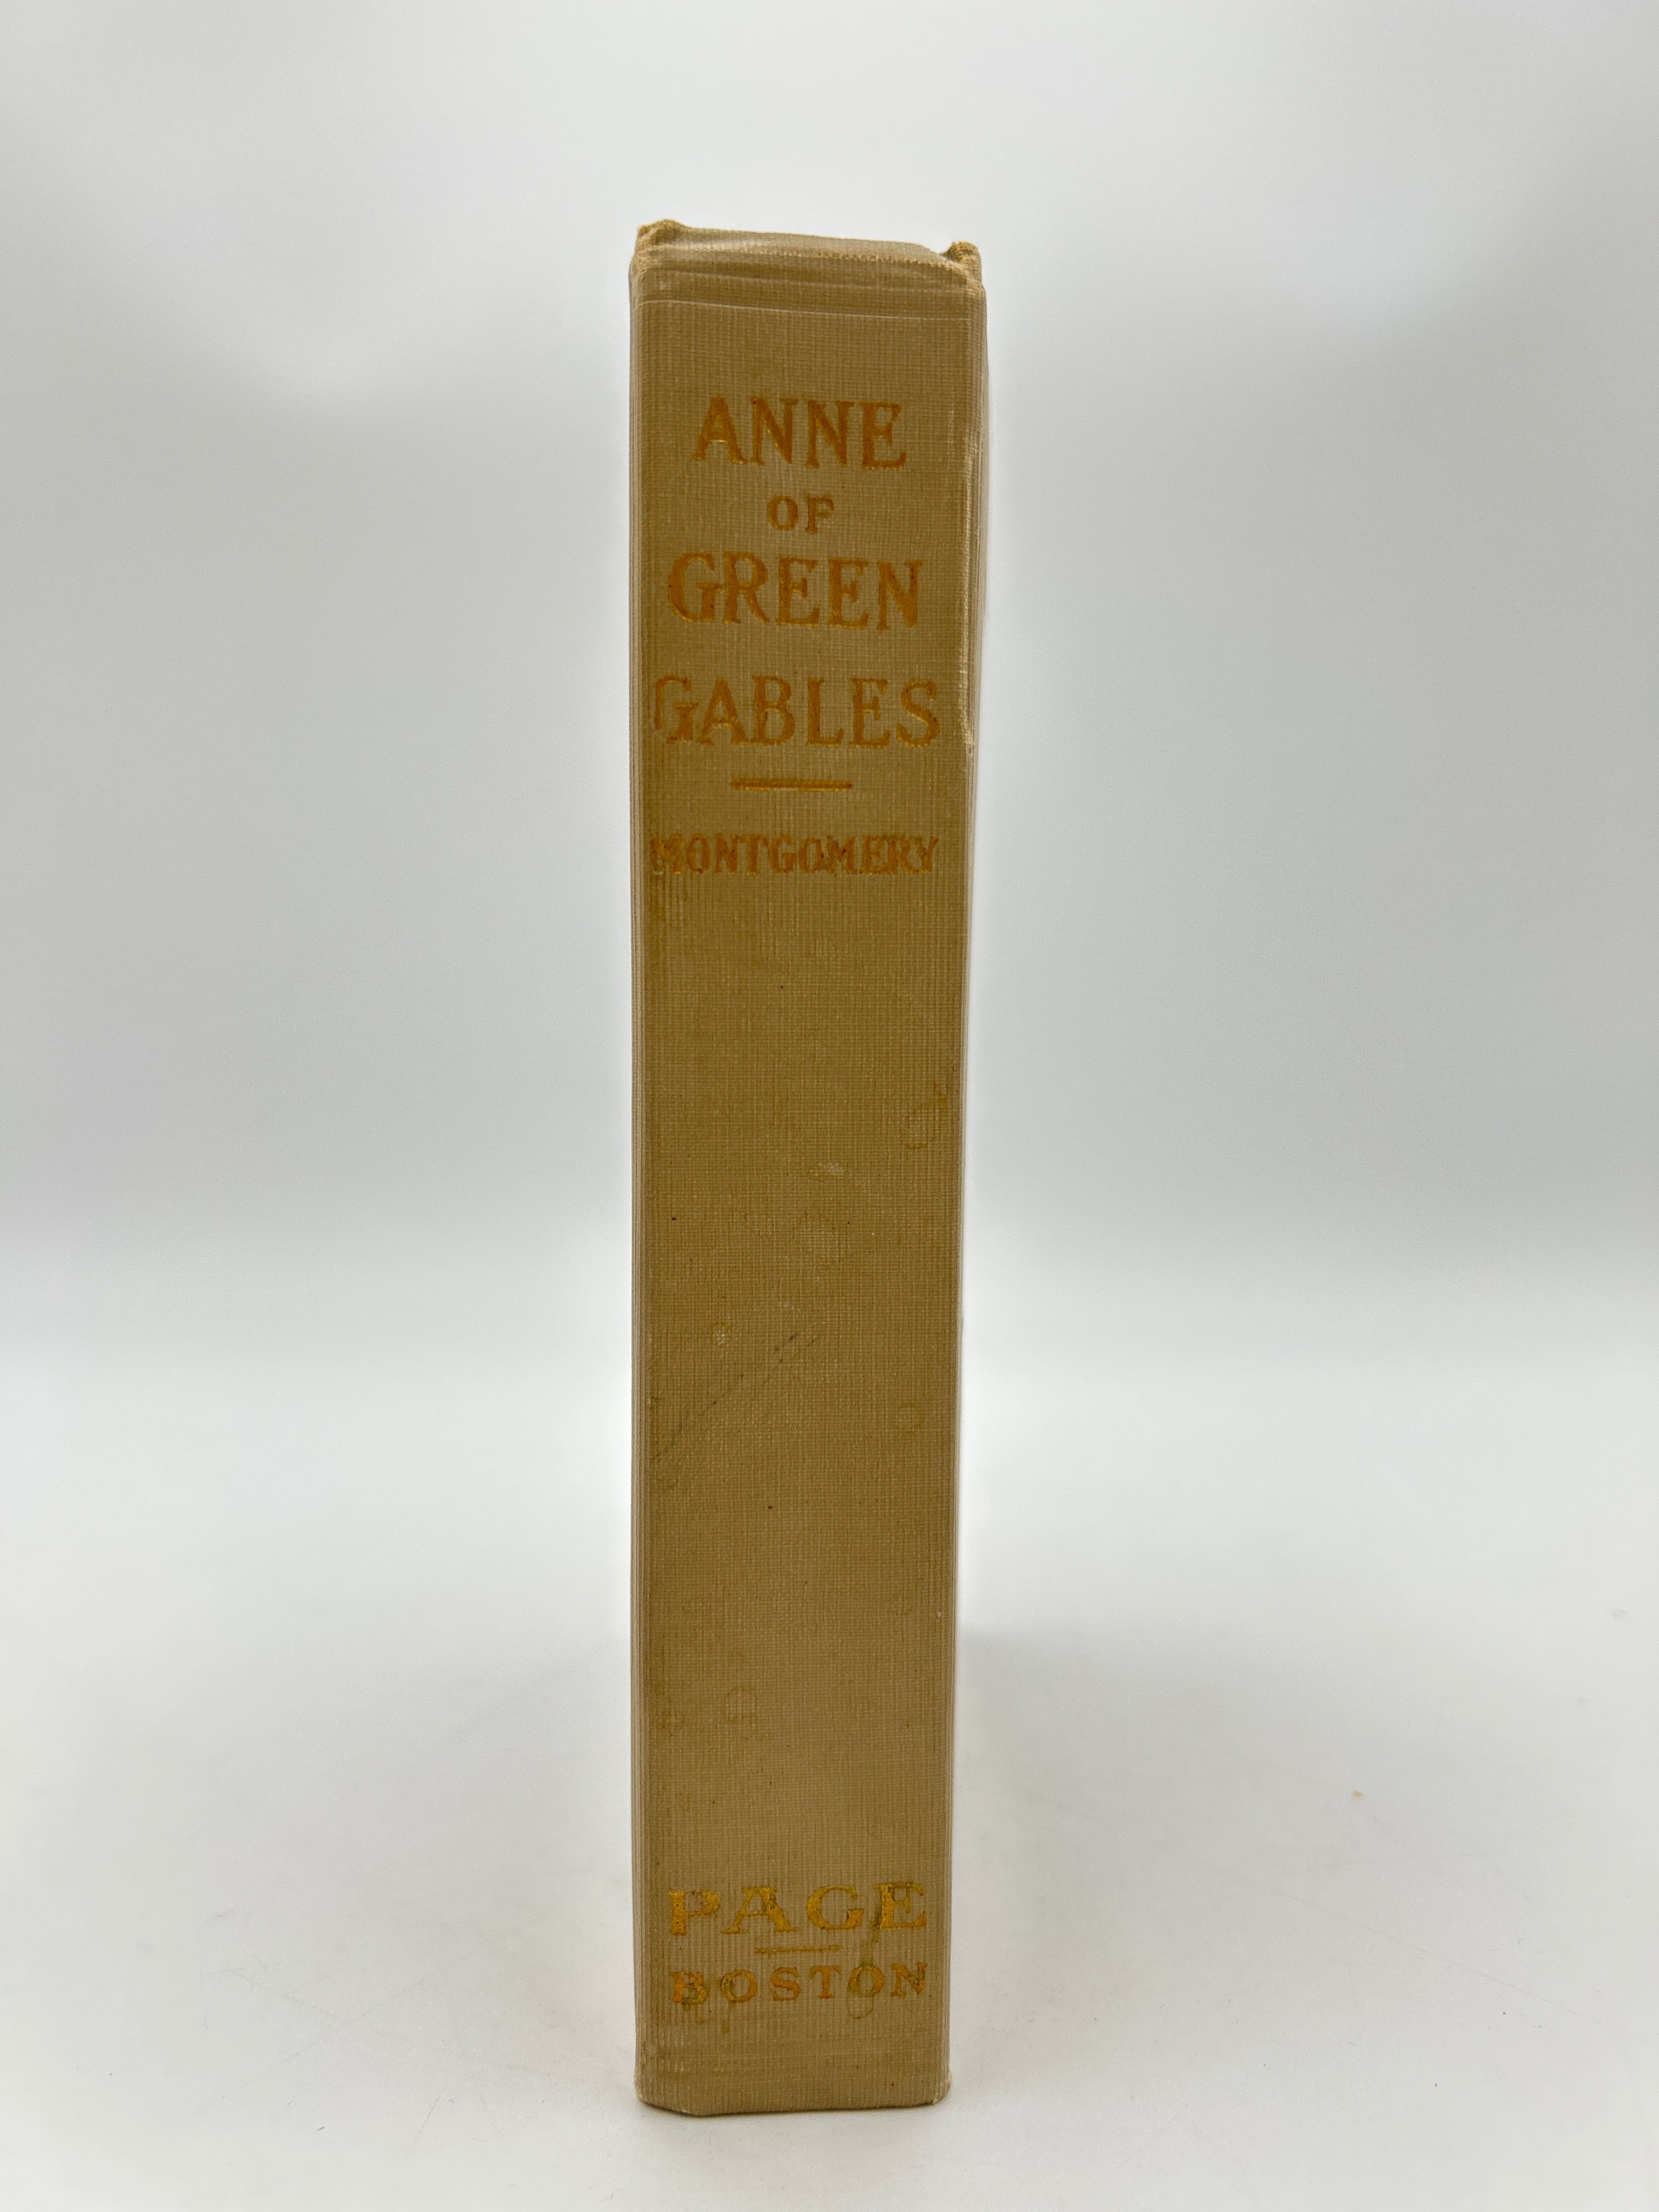 ANNE
OF
GREEN
GABLES
MONTGOMERY
PAGE
BOSTON